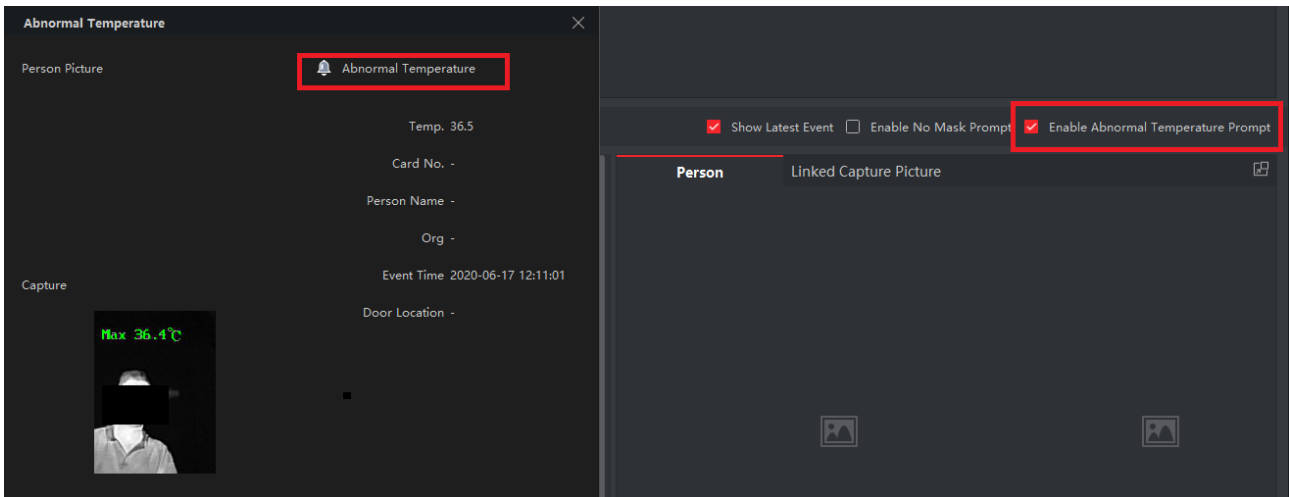 Abnormal Temperature
Person Picture
Abnormal Temperature
Temp. 36.5
Card No. -
Person Name -
Org -
Event Time 2020-06-17 12:11:01
Door Location -
Capture
Max 36.4℃
Show Latest Event
Enable No Mask Prompt
Enable Abnormal Temperature Prompt
Person
Linked Capture Picture